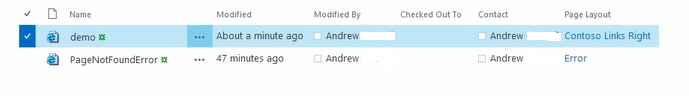 Name Modified Modified By Checked Out To Contact Page Layout
demo ... About a minute ago Andrew Andrew Contoso Links Right
PageNotFoundError ... 47 minutes ago Andrew Andrew Error